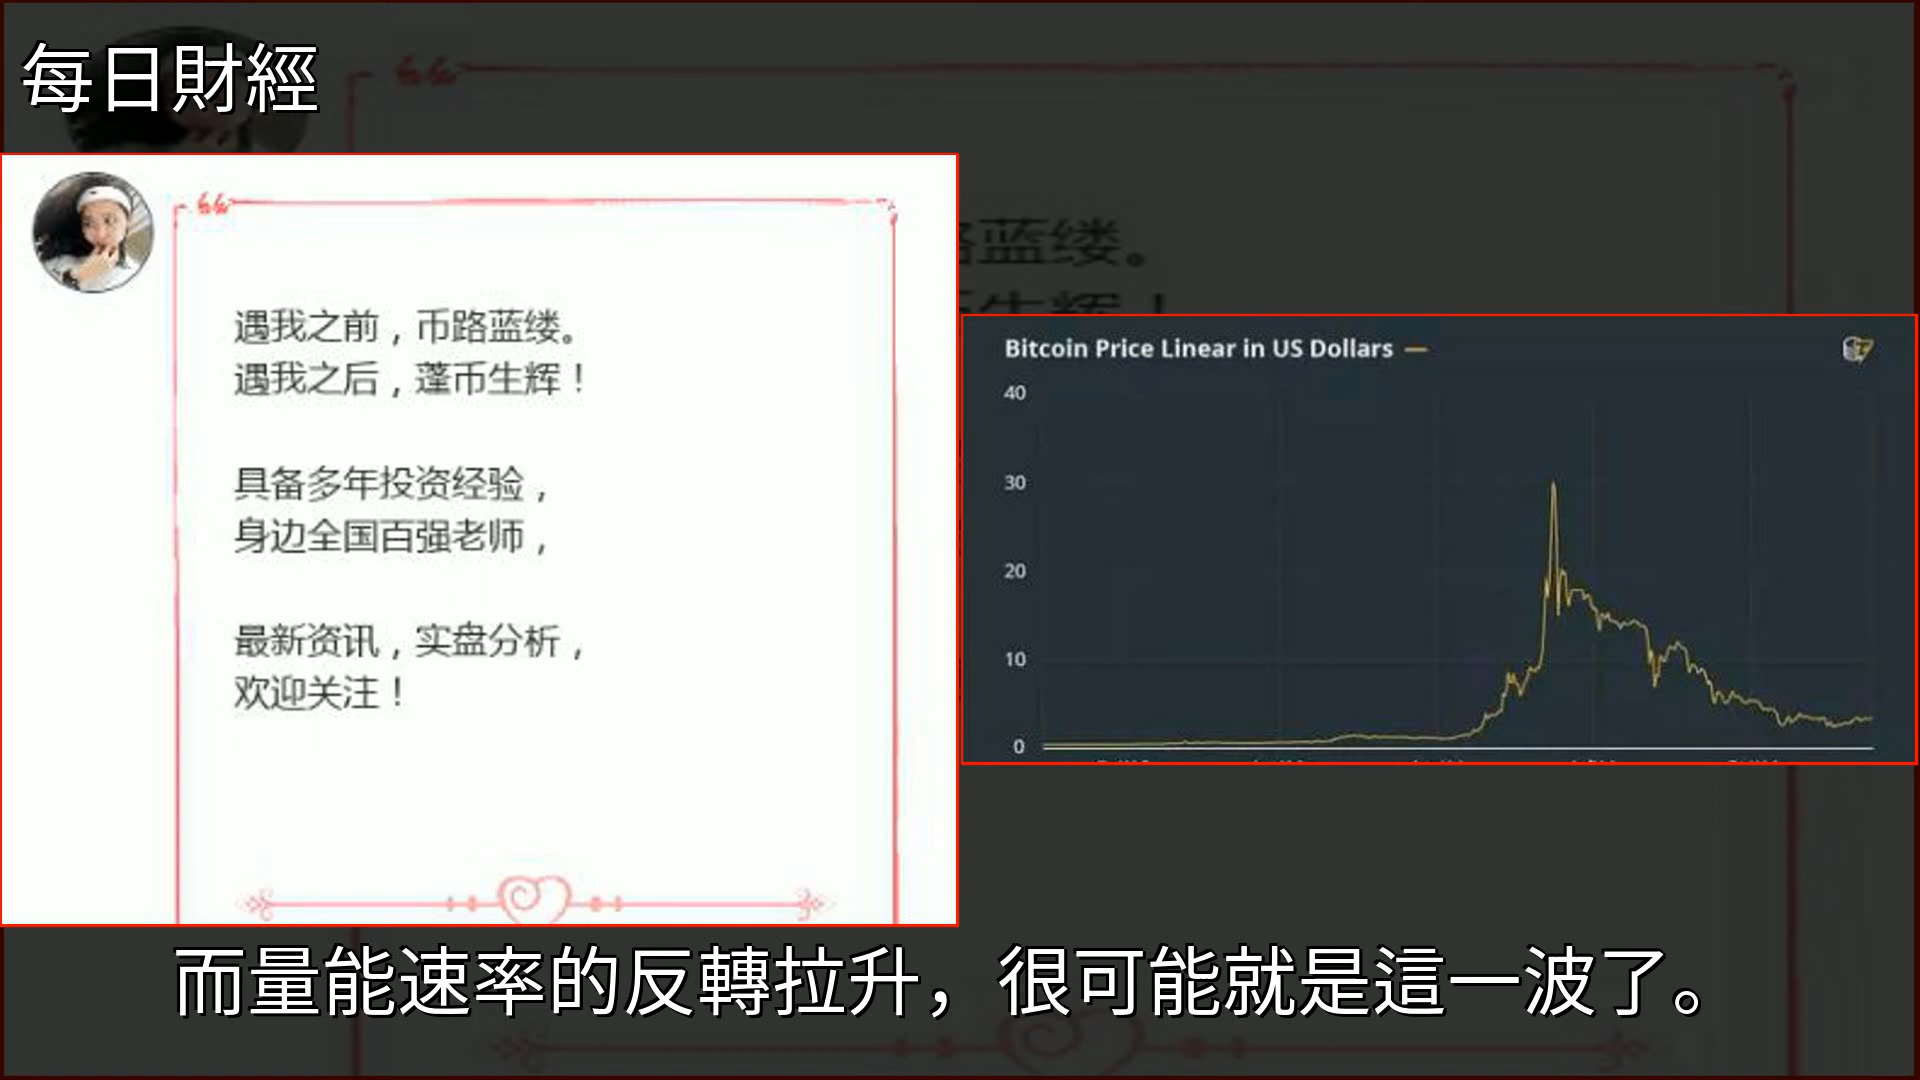 每日財經
遇我之前，币路蓝缕。
遇我之后，蓬币生辉！
具备多年投资经验，
身边全国百强老师，
最新资讯，实盘分析，
欢迎关注！
路蓝缕。
Bitcoin Price Linear in US Dollars
40
30
20
10
0
而量能速率的反轉拉升，很可能就是這一波了。